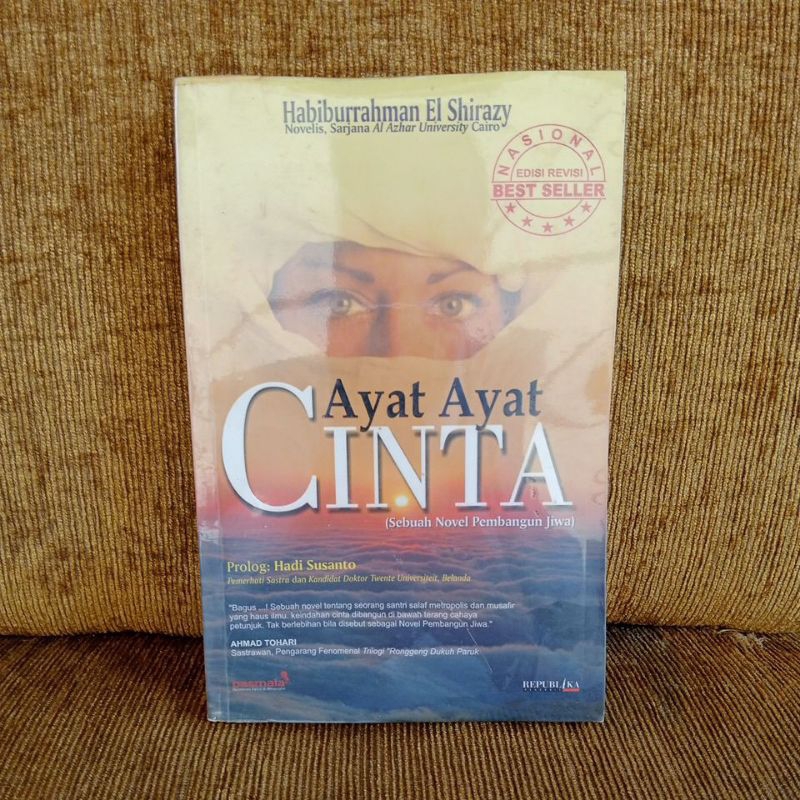 Habiburrahman El Shirazy
Novelis, Sarjana Al Azhar University Cairo
NASIONAL
EDISI REVISI
BEST SELLER
Ayat Ayat
CINTA
(Sebuah Novel Pembangun Jiwa)
Prolog: Hadi Susanto
Pemerhati Sastra dan Kandidat Doktor Twente Universiteit, Belanda
"Bagus ...! Sebuah novel tentang seorang santri salaf metropolis dan musafir
yang haus ilmu. keindahan cinta dibangun di bawah terang cahaya
petunjuk. Tak berlebihan bila disebut sebagai Novel Pembangun Jiwa."
AHMAD TOHARI
Sastrawan, Pengarang Fenomenal Trilogi "Ronggeng Dukuh Paruk
basmala
REPUBLIKA